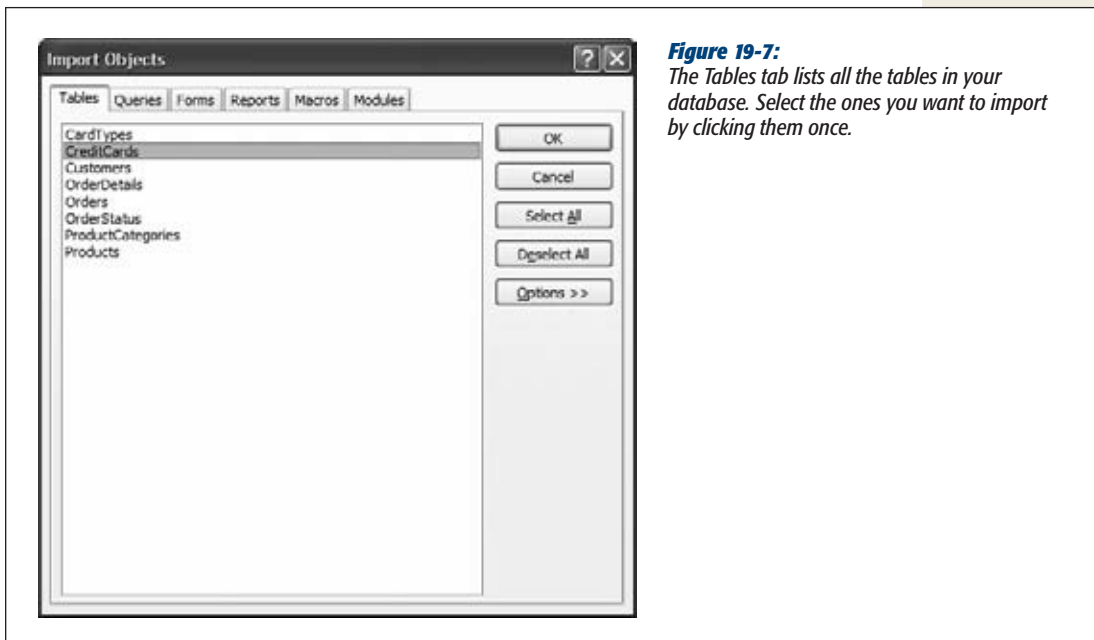 Import Objects
Tables Queries Forms Reports Macros Modules
CardTypes
CreditCards
Customers
OrderDetails
Orders
OrderStatus
ProductCategories
Products
OK
Cancel
Select All
Deselect All
Options >>
Figure 19-7:
The Tables tab lists all the tables in your
database. Select the ones you want to import
by clicking them once.